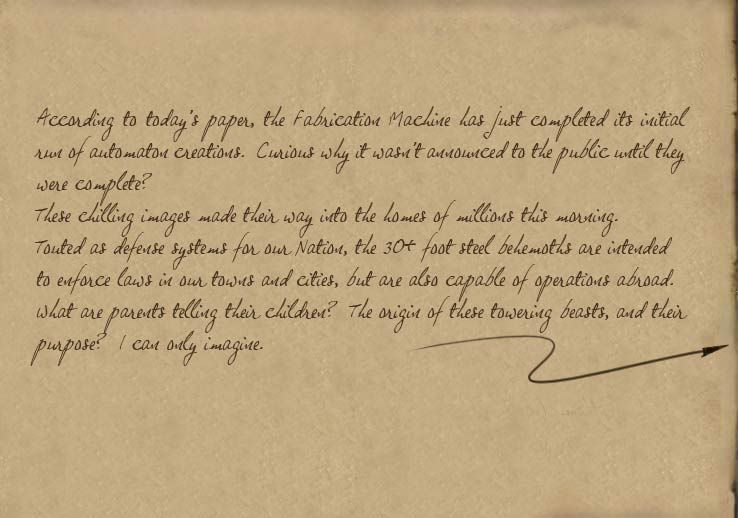 According to today's paper, the Fabrication Machine has just completed its initial
run of automaton creations. Curious why it wasn't announced to the public until they
were complete?
These chilling images made their way into the homes of millions this morning.
Touted as defense systems for our Nation, the 30+ foot steel behemoths are intended
to enforce laws in our towns and cities, but are also capable of operations abroad.
What are parents telling their children? The origin of these towering beasts, and their
purpose? I can only imagine.